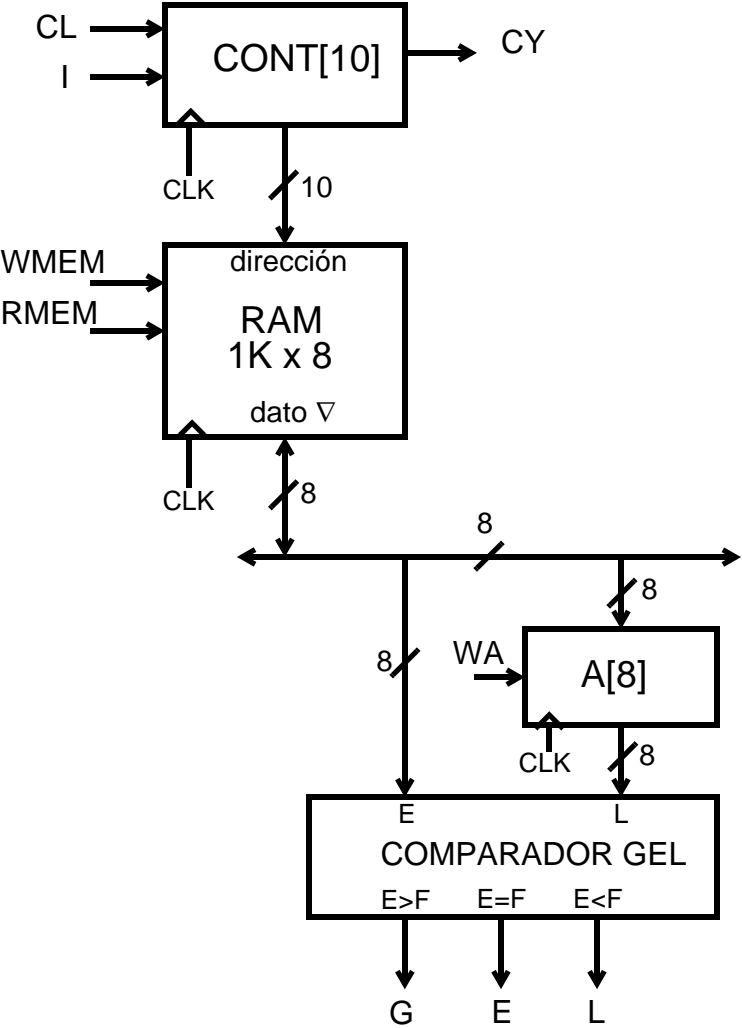 CL
CONT[10]
CY
I
CLK
10
WMEM
dirección
RMEM
RAM
1K x 8
dato ∇
CLK
8
8
8
8
WA
A[8]
CLK
8
E
L
COMPARADOR GEL
E>F
E=F
E<F
G
E
L